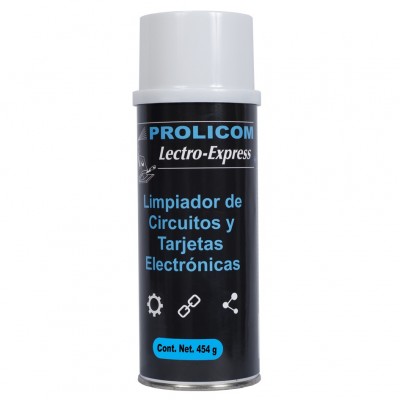 PROLICOM
Lectro-Express
Limpiador de
Circuitos y
Tarjetas
Electrónicas
Cont. Net. 454 g